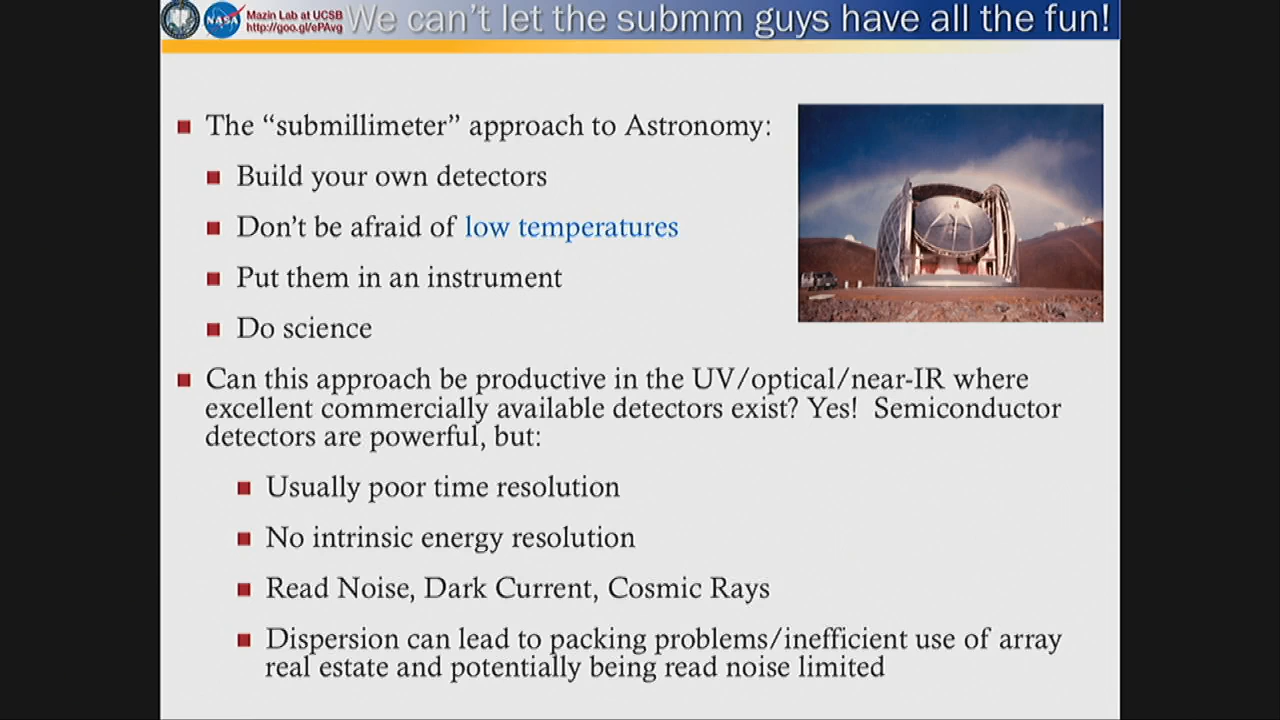 Mazin Lab at UCSB
http://goo.gl/ePAvg
We can't let the submm guys have all the fun!
NASA
The “submillimeter” approach to Astronomy:
Build your own detectors
Don't be afraid of low temperatures
Put them in an instrument
Do science
Can this approach be productive in the UV/optical/near-IR where
excellent commercially available detectors exist? Yes! Semiconductor
detectors are powerful, but:
Usually poor time resolution
No intrinsic energy resolution
Read Noise, Dark Current, Cosmic Rays
Dispersion can lead to packing problems/inefficient use of array
real estate and potentially being read noise limited